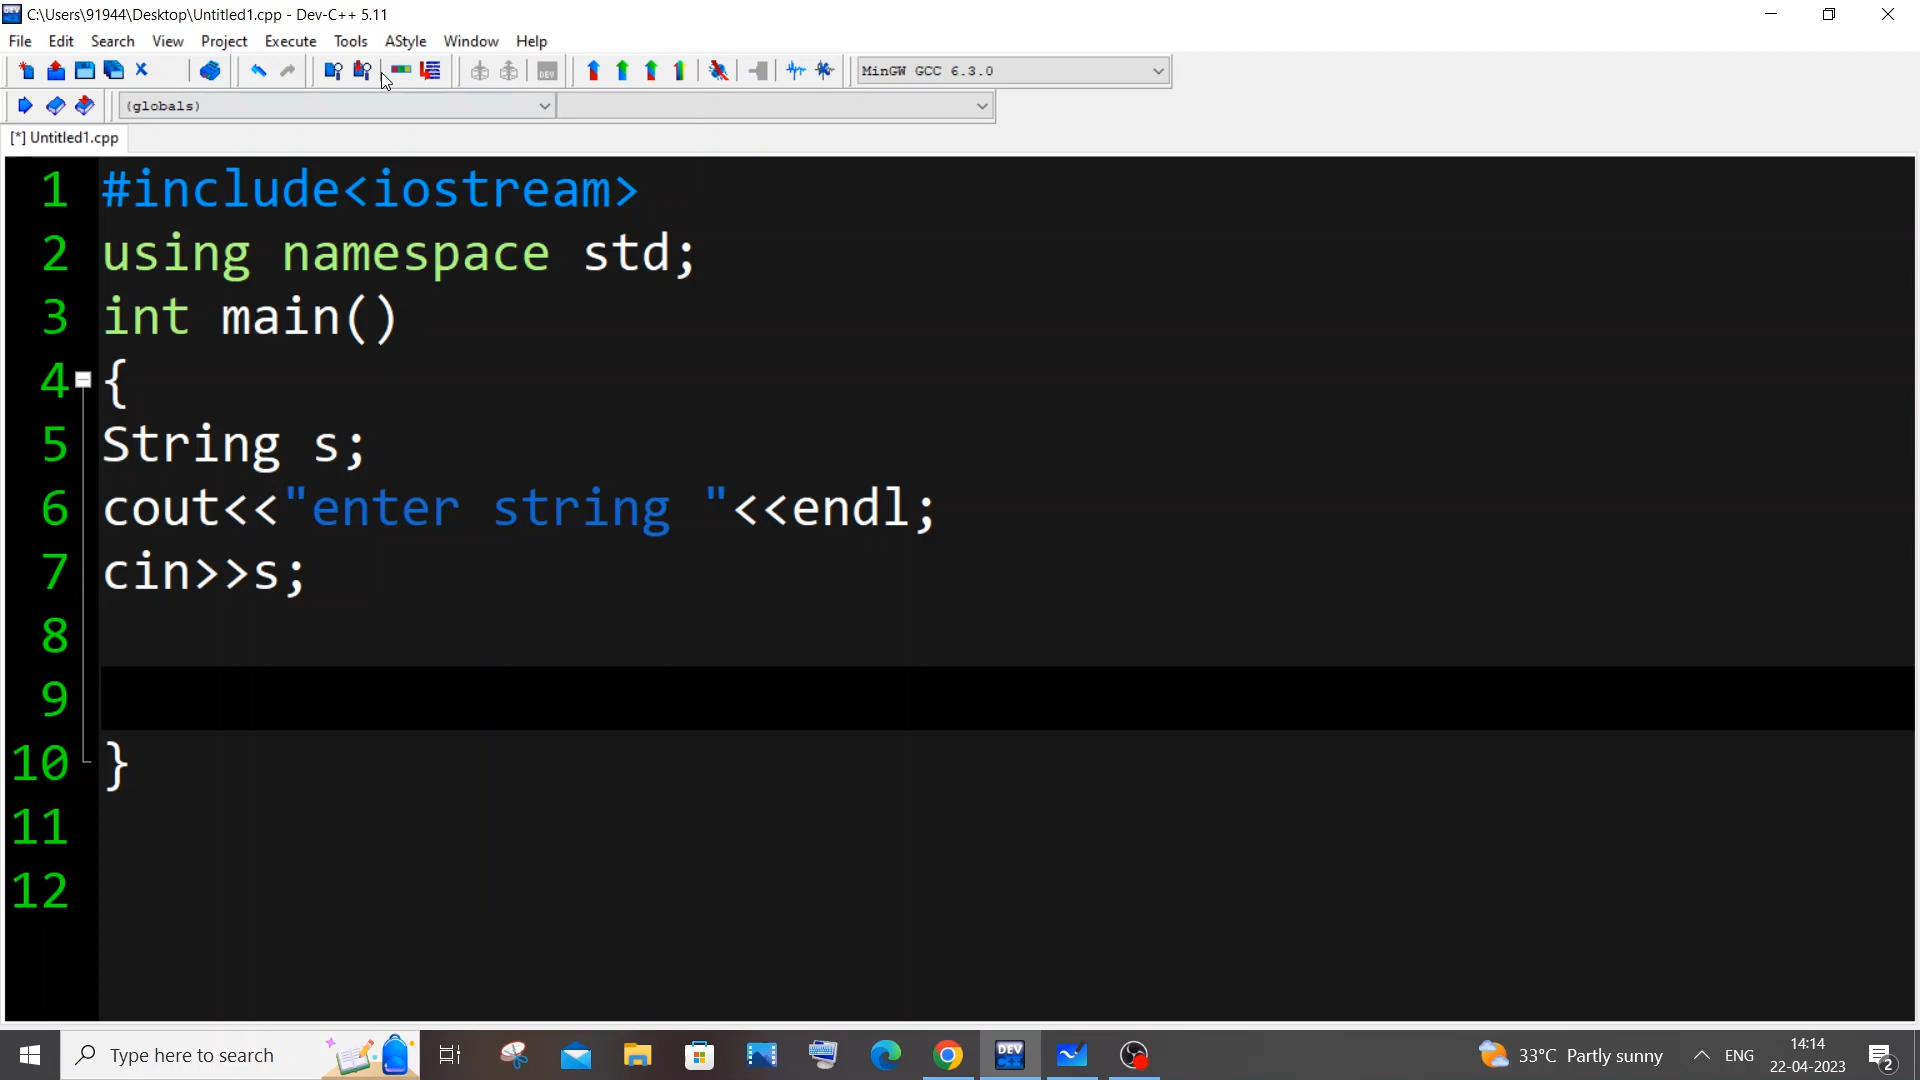 C:\Users\91944\Desktop\Untitled1.cpp - Dev-C++ 5.11
File Edit Search View Project Execute Tools AStyle Window Help
DEV MinGW GCC 6.3.0
(globals)
[*] Untitled1.cpp
1 #include<iostream>
2 using namespace std;
3 int main()
4 {
5 String s;
6 cout<<"enter string "<<endl;
7 cin>>s;
8
9
10 }
11
12
Type here to search
DEV
33°C Partly sunny
ENG
14:14
22-04-2023
2